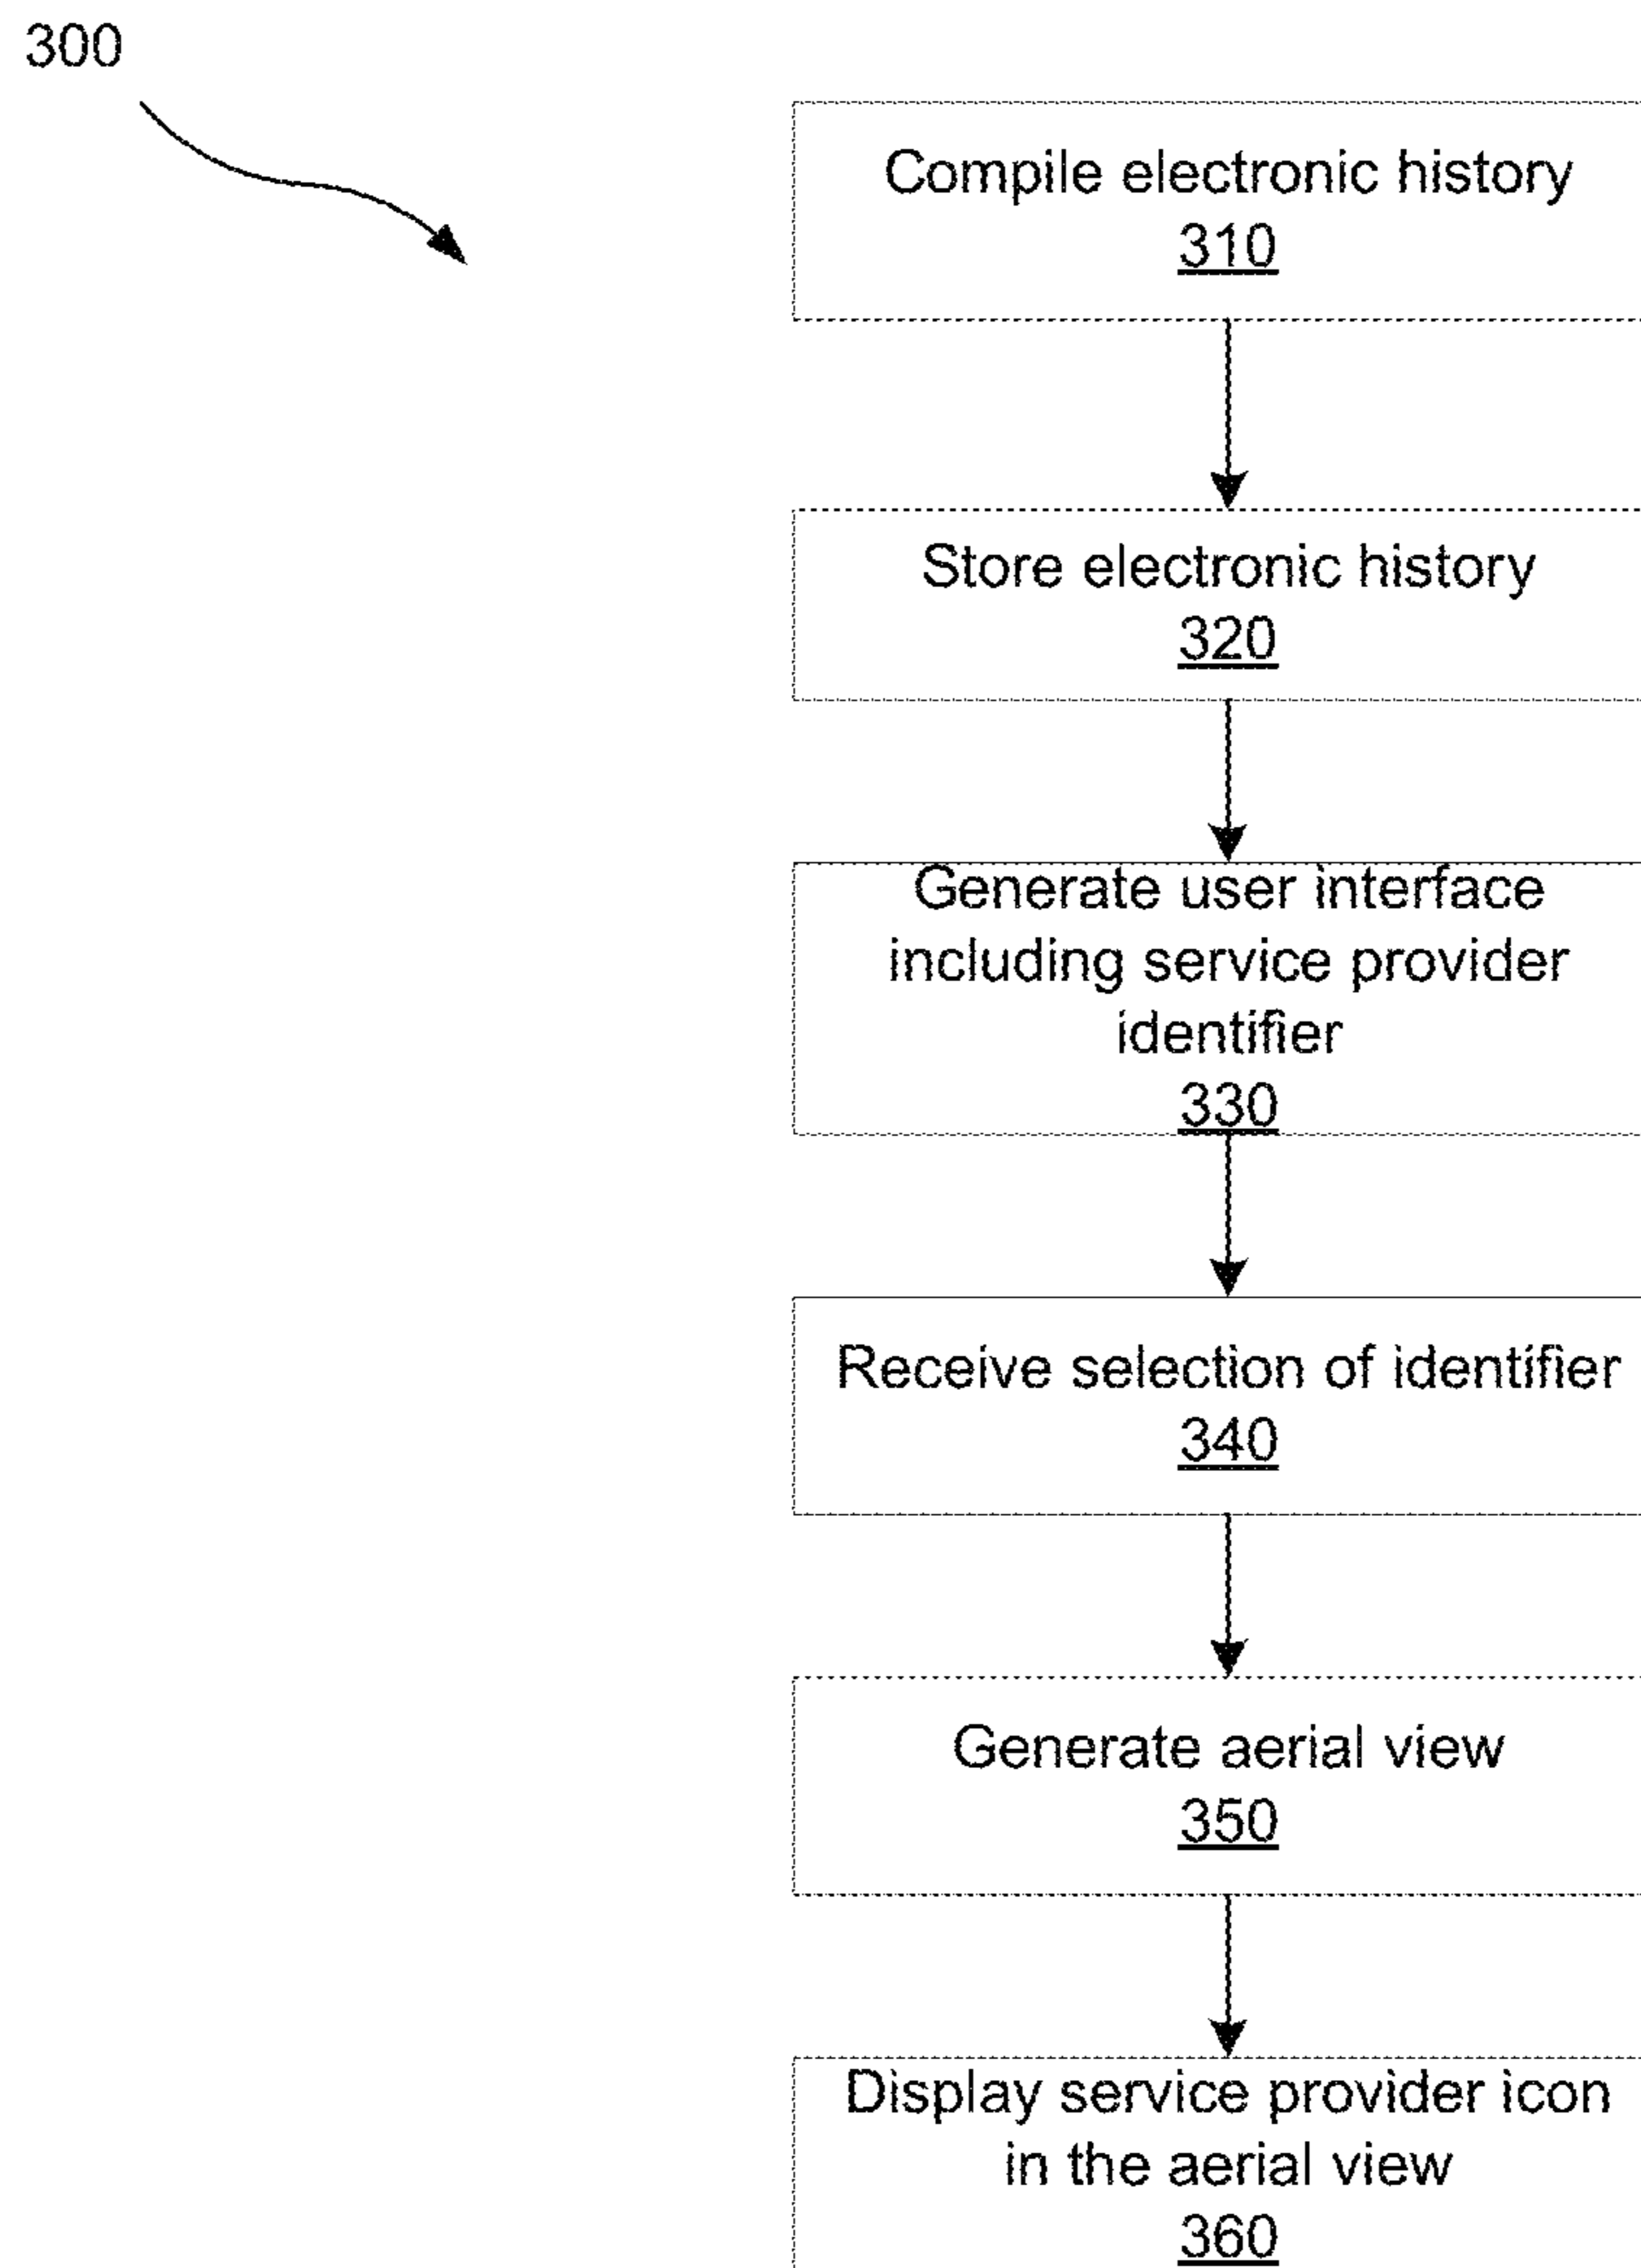 300
Compile electronic history
310
Store electronic history
320
Generate user interface
including service provider
identifier
330
Receive selection of identifier
340
Generate aerial view
350
Display service provider icon
in the aerial view
360